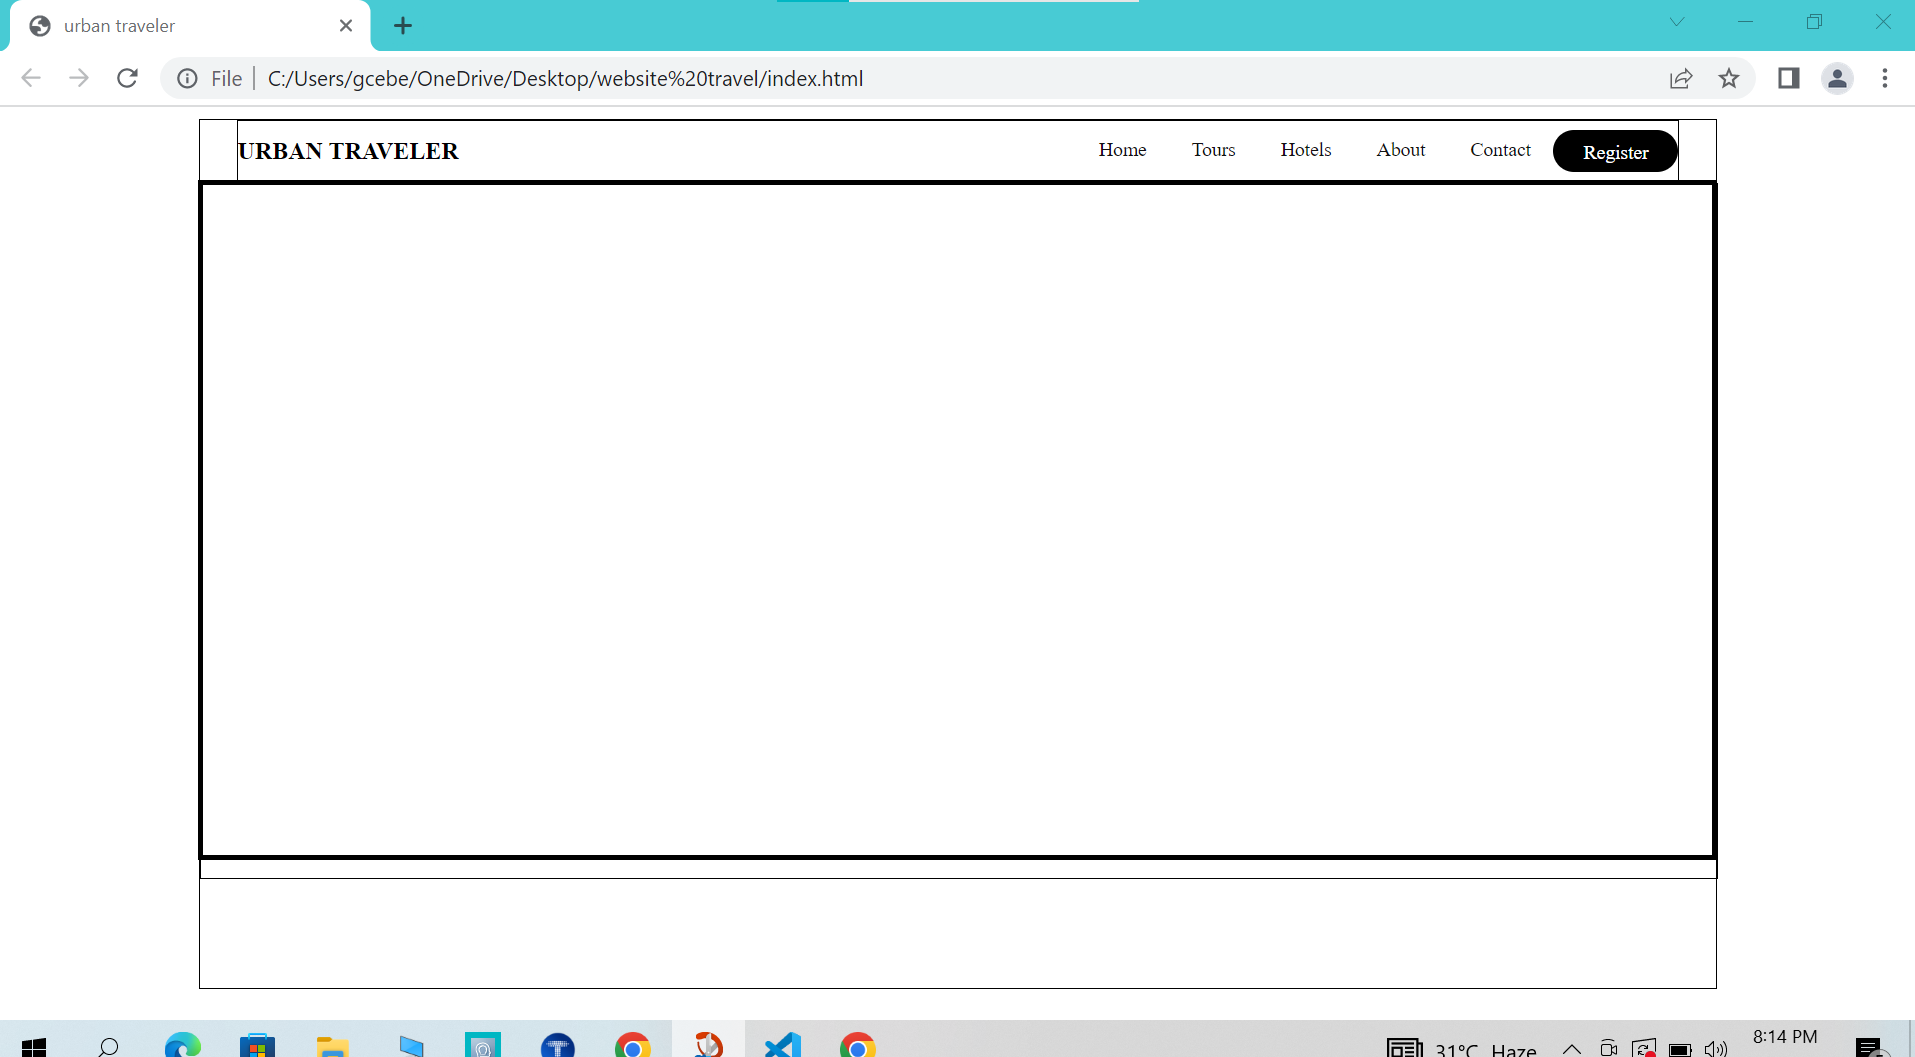 urban traveler
File | C:/Users/gcebe/OneDrive/Desktop/website%20travel/index.html
URBAN TRAVELER Home Tours Hotels About Contact Register
31°C Haze 8:14 PM